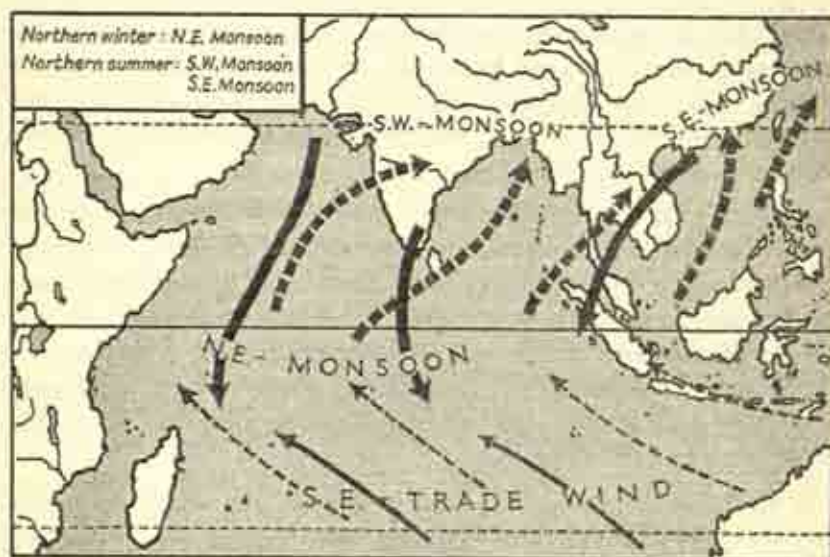 Northern winter: N.E. Monsoon
Northern summer: S.W. Monsoon
S.E. Monsoon
S.W.-MONSOON
S.E-MONSOON
N.E- MONSOON
S.E-TRADE WIND